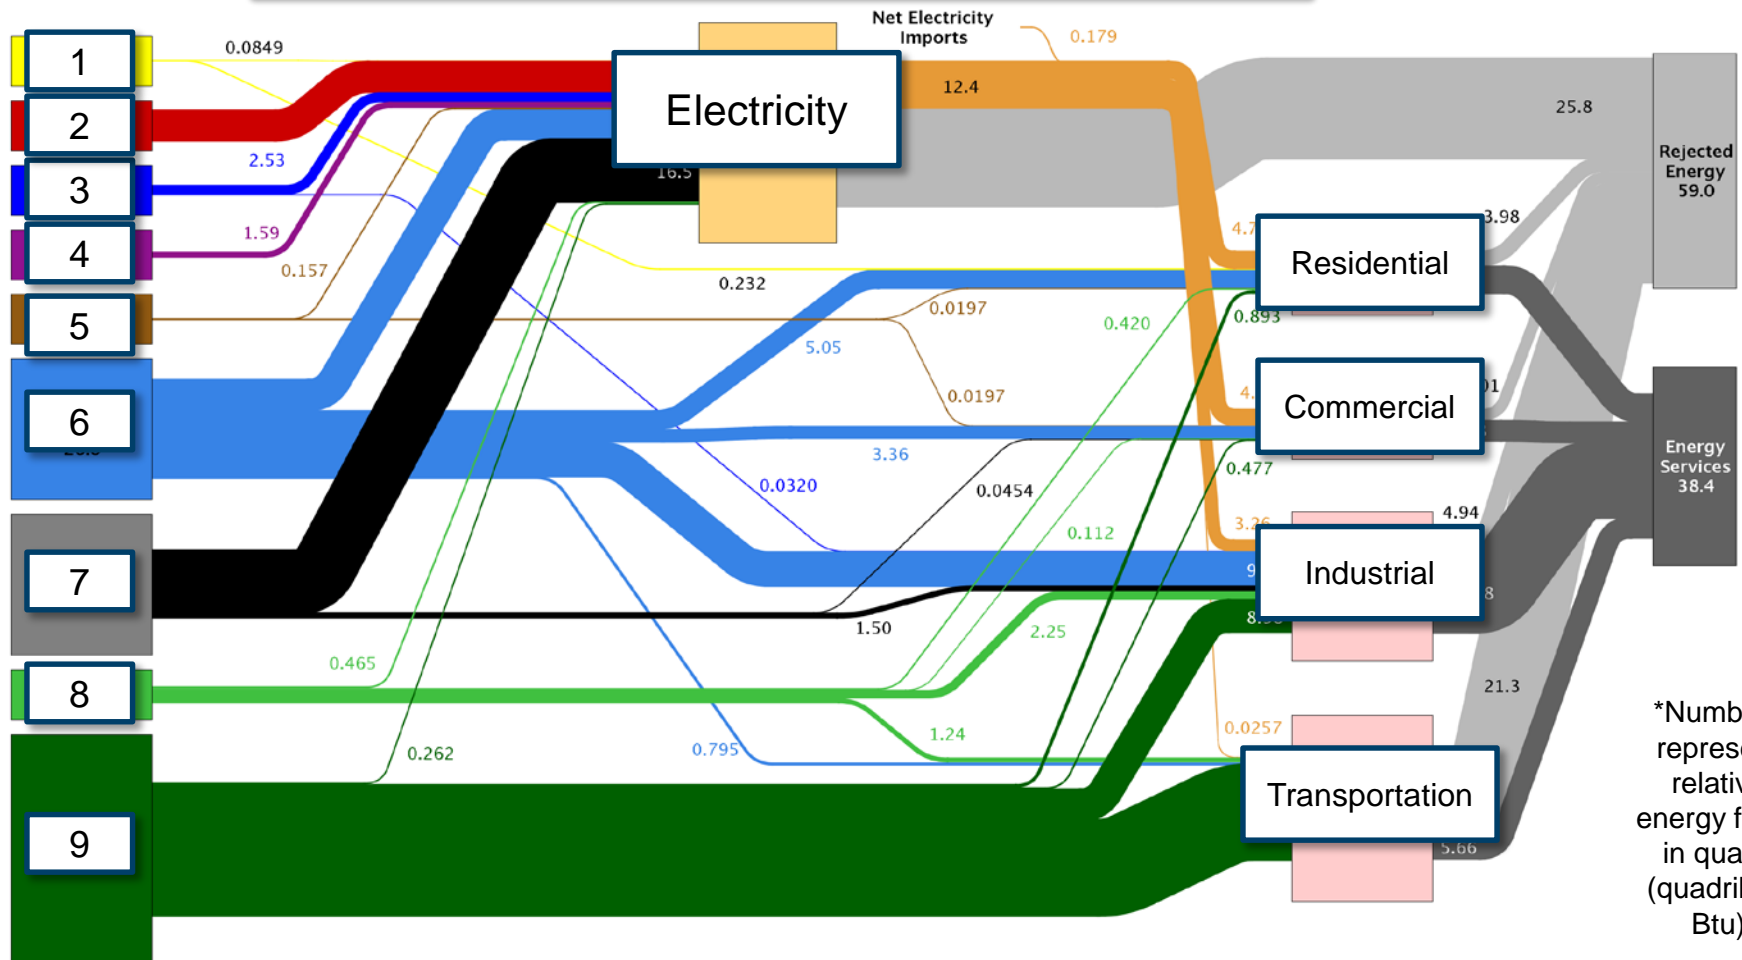 Net Electricity
Imports
0.179
1
0.0849
2
3
2.53
4
1.59
0.157
5
6
7
8
9
Electricity
12.4
16.5
25.8
Rejected
Energy
59.0
3.98
Residential
0.232
0.0197
5.05
0.420
0.893
0.0197
Commercial
3.36
0.0454
0.477
0.0320
0.112
Energy
Services
38.4
4.94
3.26
Industrial
1.50
2.25
0.465
0.262
0.795
1.24
0.0257
21.3
Transportation
5.66
*Numb
represe
relativ
energy f
in qua
(quadril
Btu)